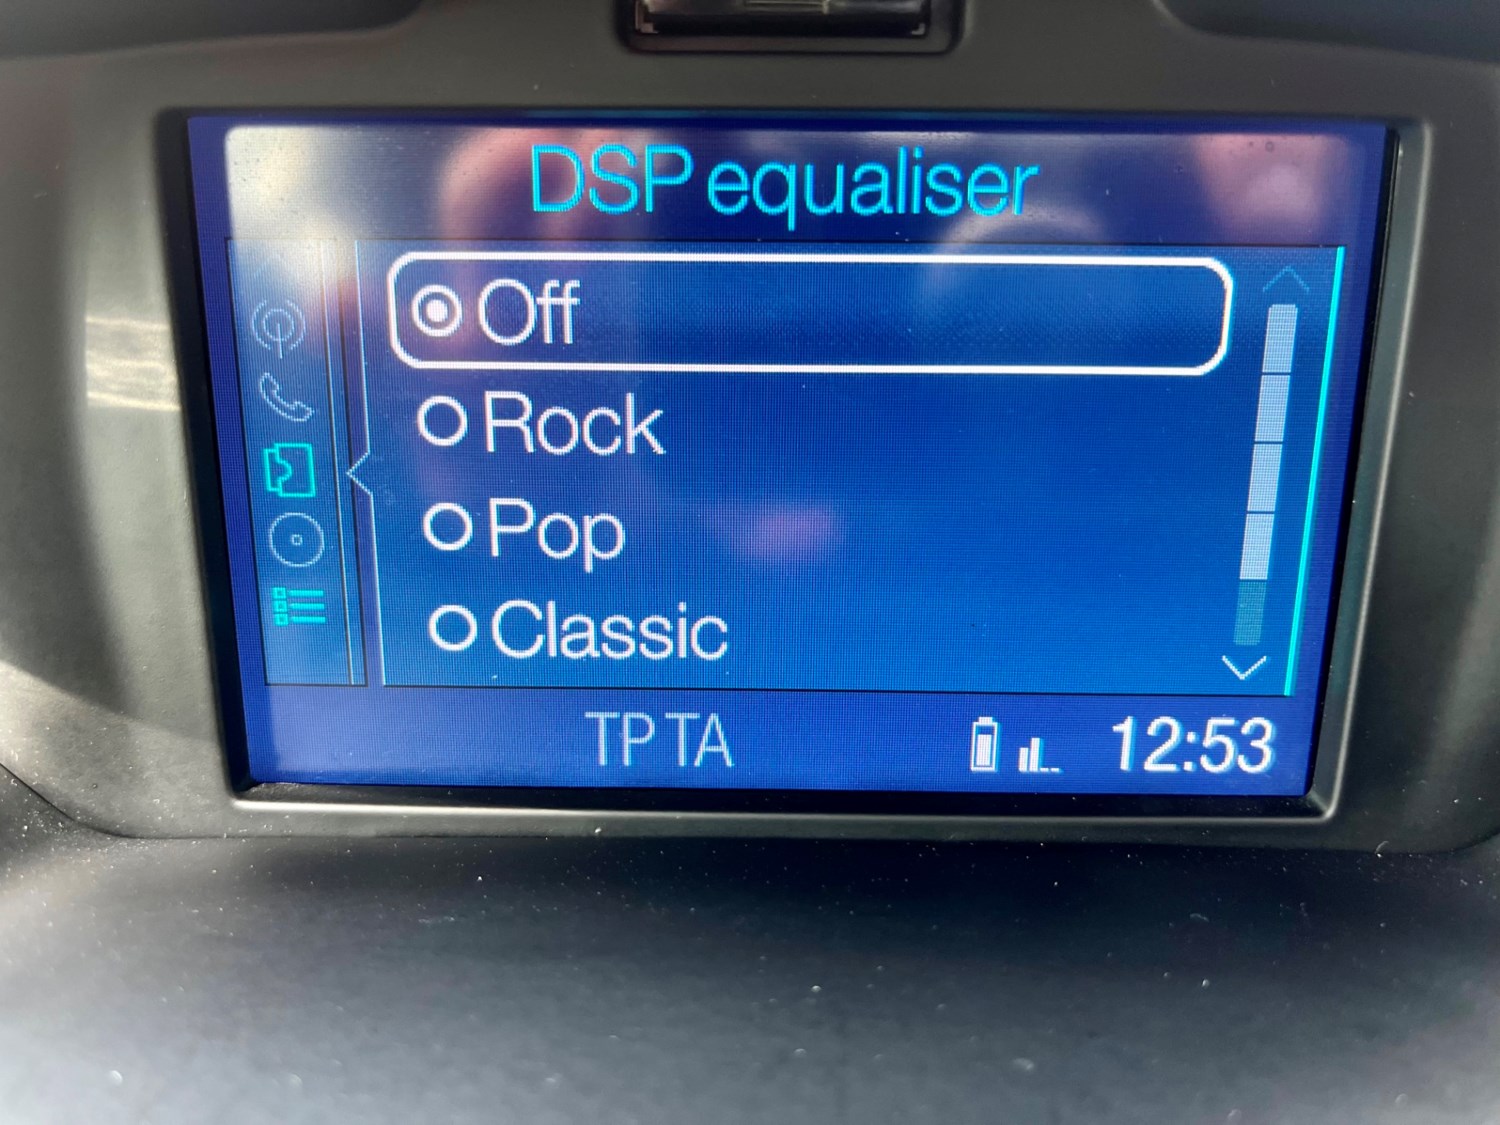 DSP equaliser
Off
Rock
Pop
Classic
TP TA 12:53